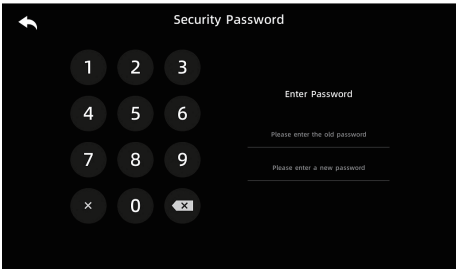 Security Password
1 2 3
4 5 6
7 8 9
× 0
Enter Password
Please enter the old password
Please enter a new password